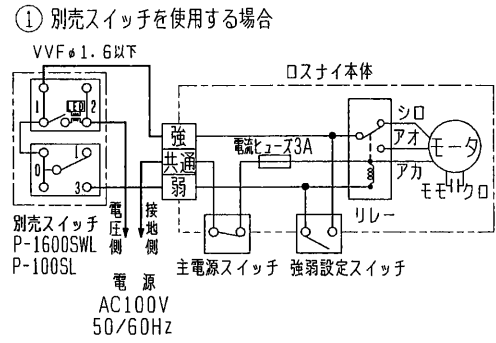 ① 別売スイッチを使用する場合
VVFφ1.6以下
ロスナイ本体
1
LED
2
強
共通
弱
電流ヒューズ3A
シロ
アオ
アカ
モータ
モモ
クロ
リレー
0
1
3
別売スイッチ
P-1600SWL
P-100SL
電圧側
接地側
主電源スイッチ
強弱設定スイッチ
電源
AC100V
50/60Hz